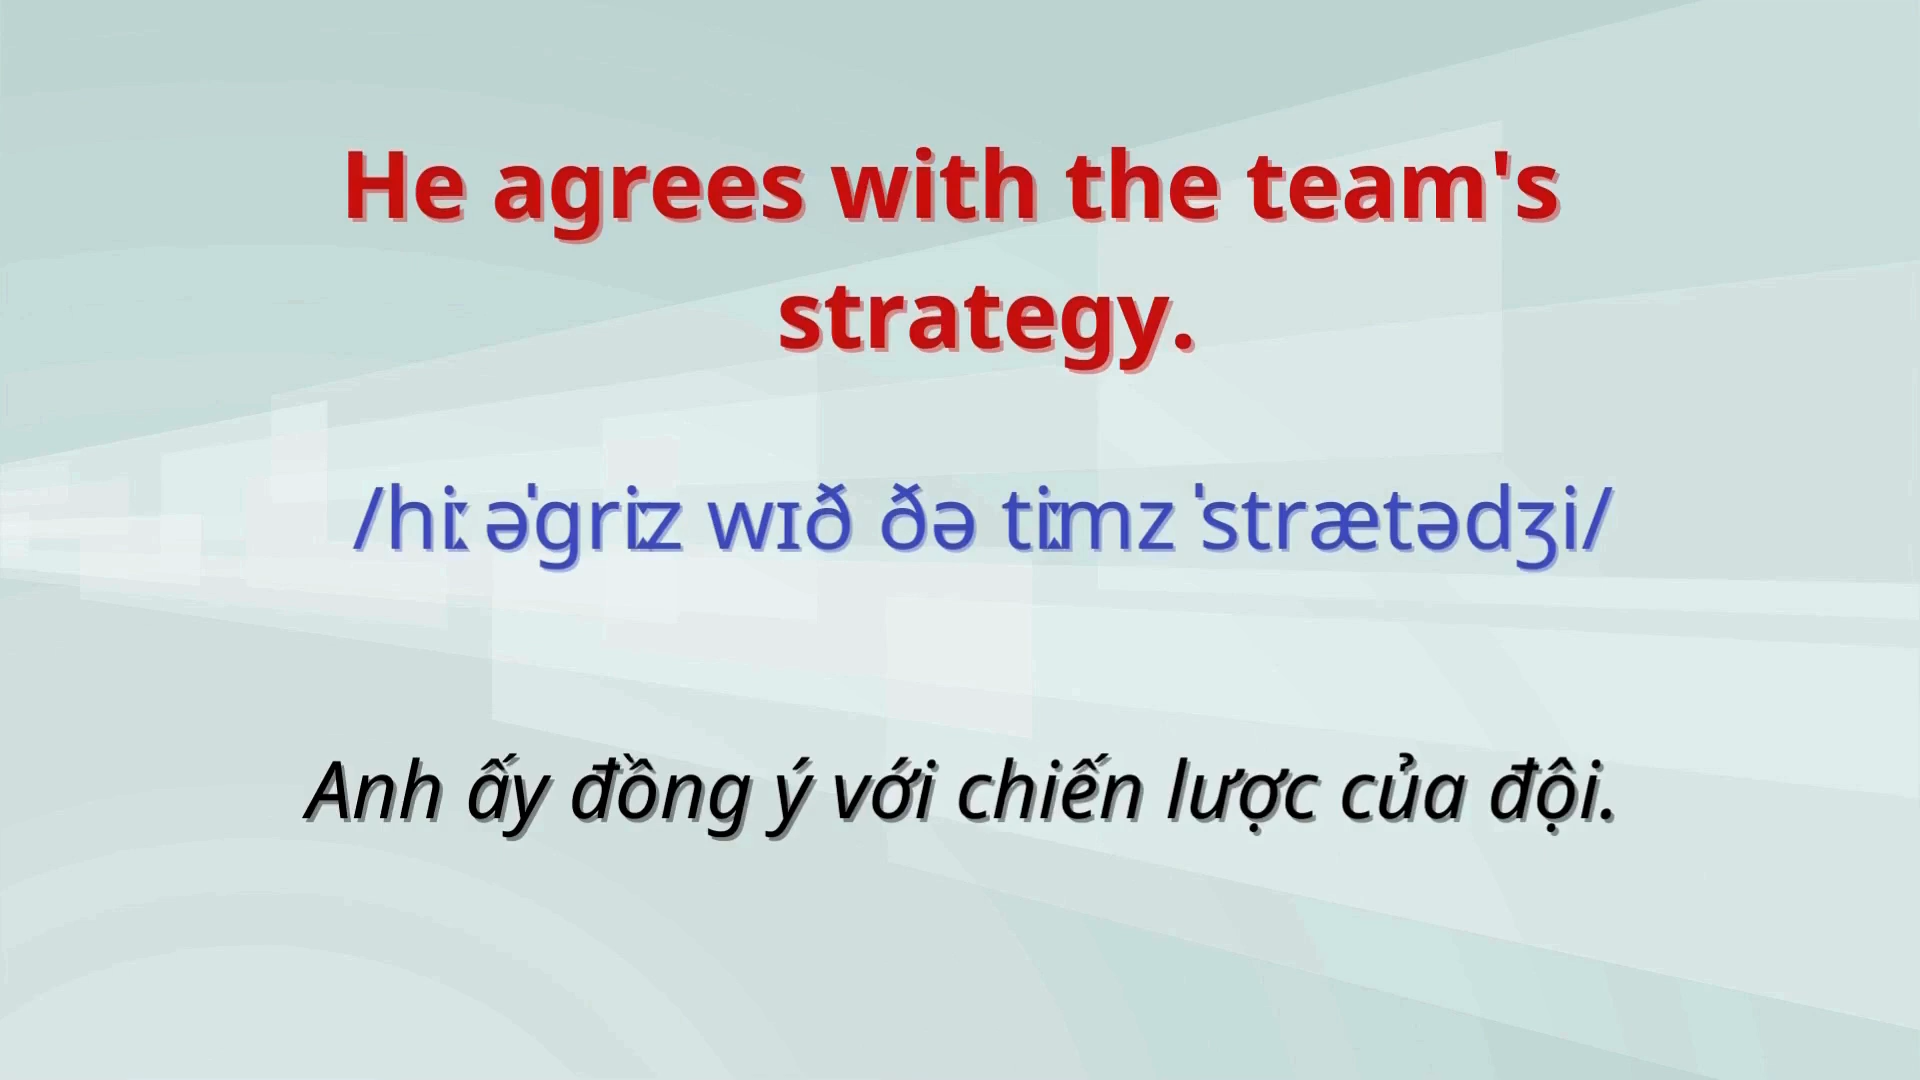 He agrees with the team's
strategy.
/hiː əˈɡriːz wɪð ðə tiːmz ˈstrætədʒi/
Anh ấy đồng ý với chiến lược của đội.